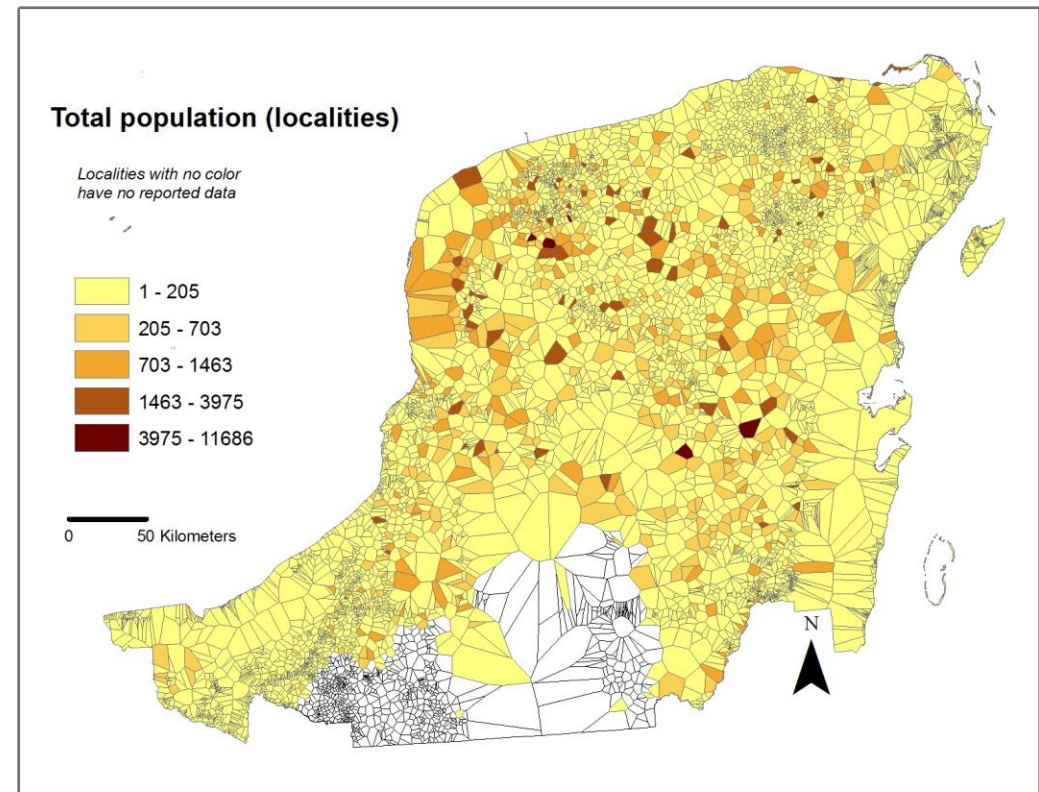 Total population (localities)
Localities with no color
have no reported data
1 - 205
205 - 703
703 - 1463
1463 - 3975
3975 - 11686
0 50 Kilometers
N